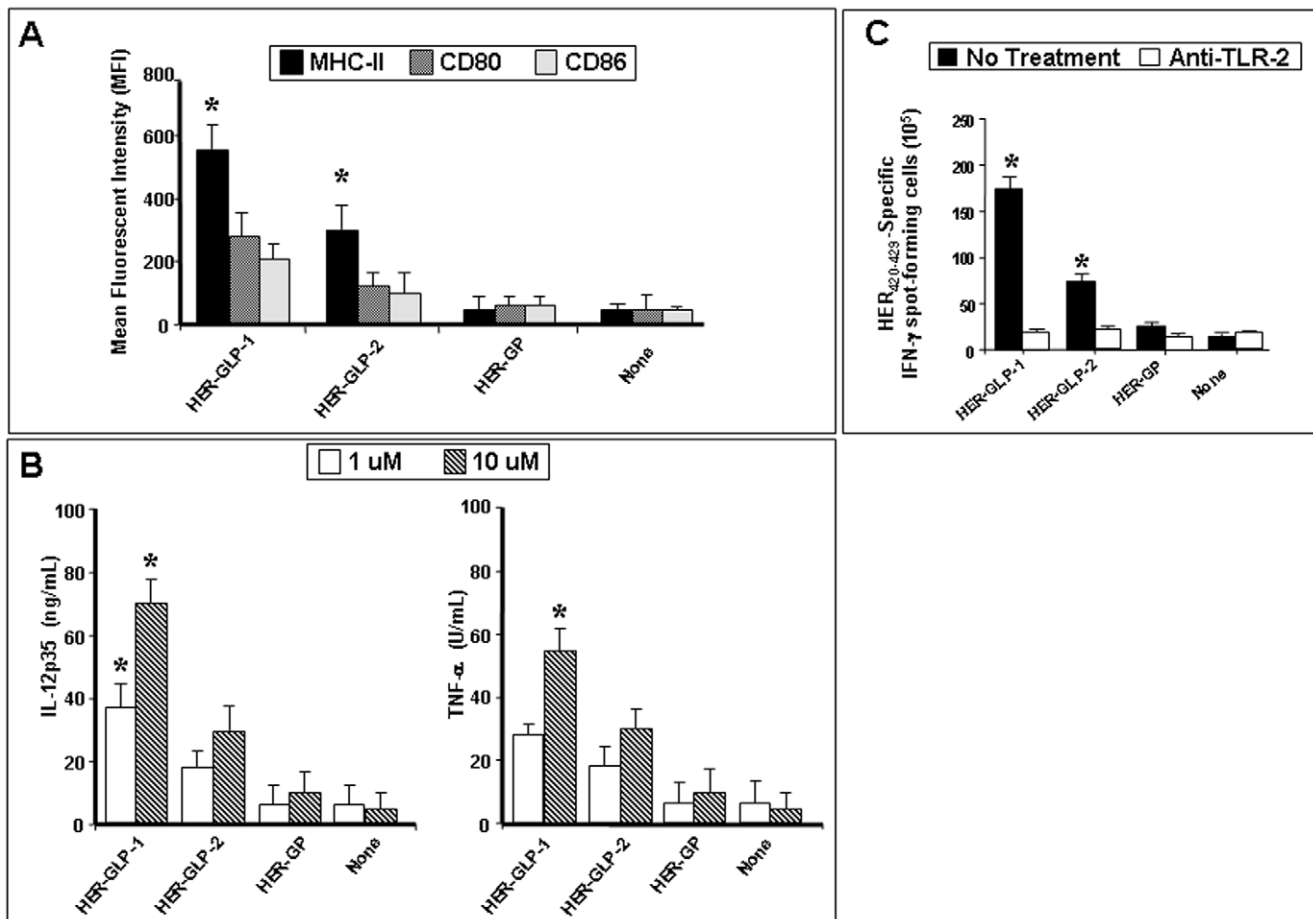 A
MHC-II CD80 CD86
Mean Fluorescent Intensity (MFI)
800
600
400
200
0
*
*
HER-GLP-1
HER-GLP-2
HER-GP
None
C
No Treatment Anti-TLR-2
HER420-429-Specific
IFN-γ spot-forming cells (10^5)
250
200
150
100
50
0
*
*
HER-GLP-1
HER-GLP-2
HER-GP
None
B
1 uM 10 uM
IL-12p35 (ng/mL)
100
80
60
40
20
0
*
*
HER-GLP-1
HER-GLP-2
HER-GP
None
TNF-α (U/mL)
100
80
60
40
20
0
*
HER-GLP-1
HER-GLP-2
HER-GP
None